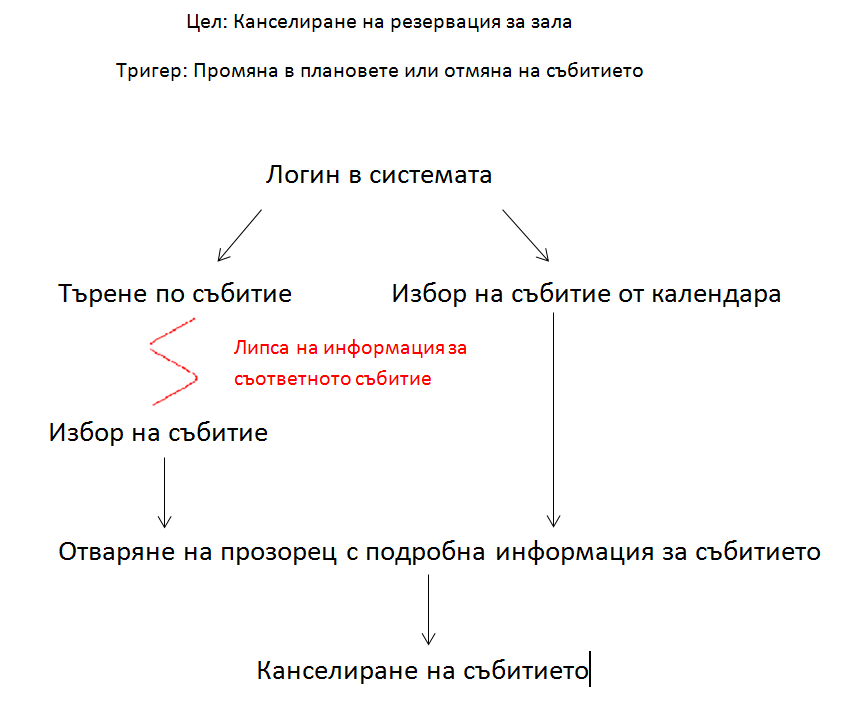 Цел: Канселиране на резервация за зала
Тригер: Промяна в плановете или отмяна на събитието
Логин в системата
Търене по събитие
Избор на събитие от календара
Липса на информация за
съответното събитие
Избор на събитие
Отваряне на прозорец с подробна информация за събитието
Канселиране на събитието